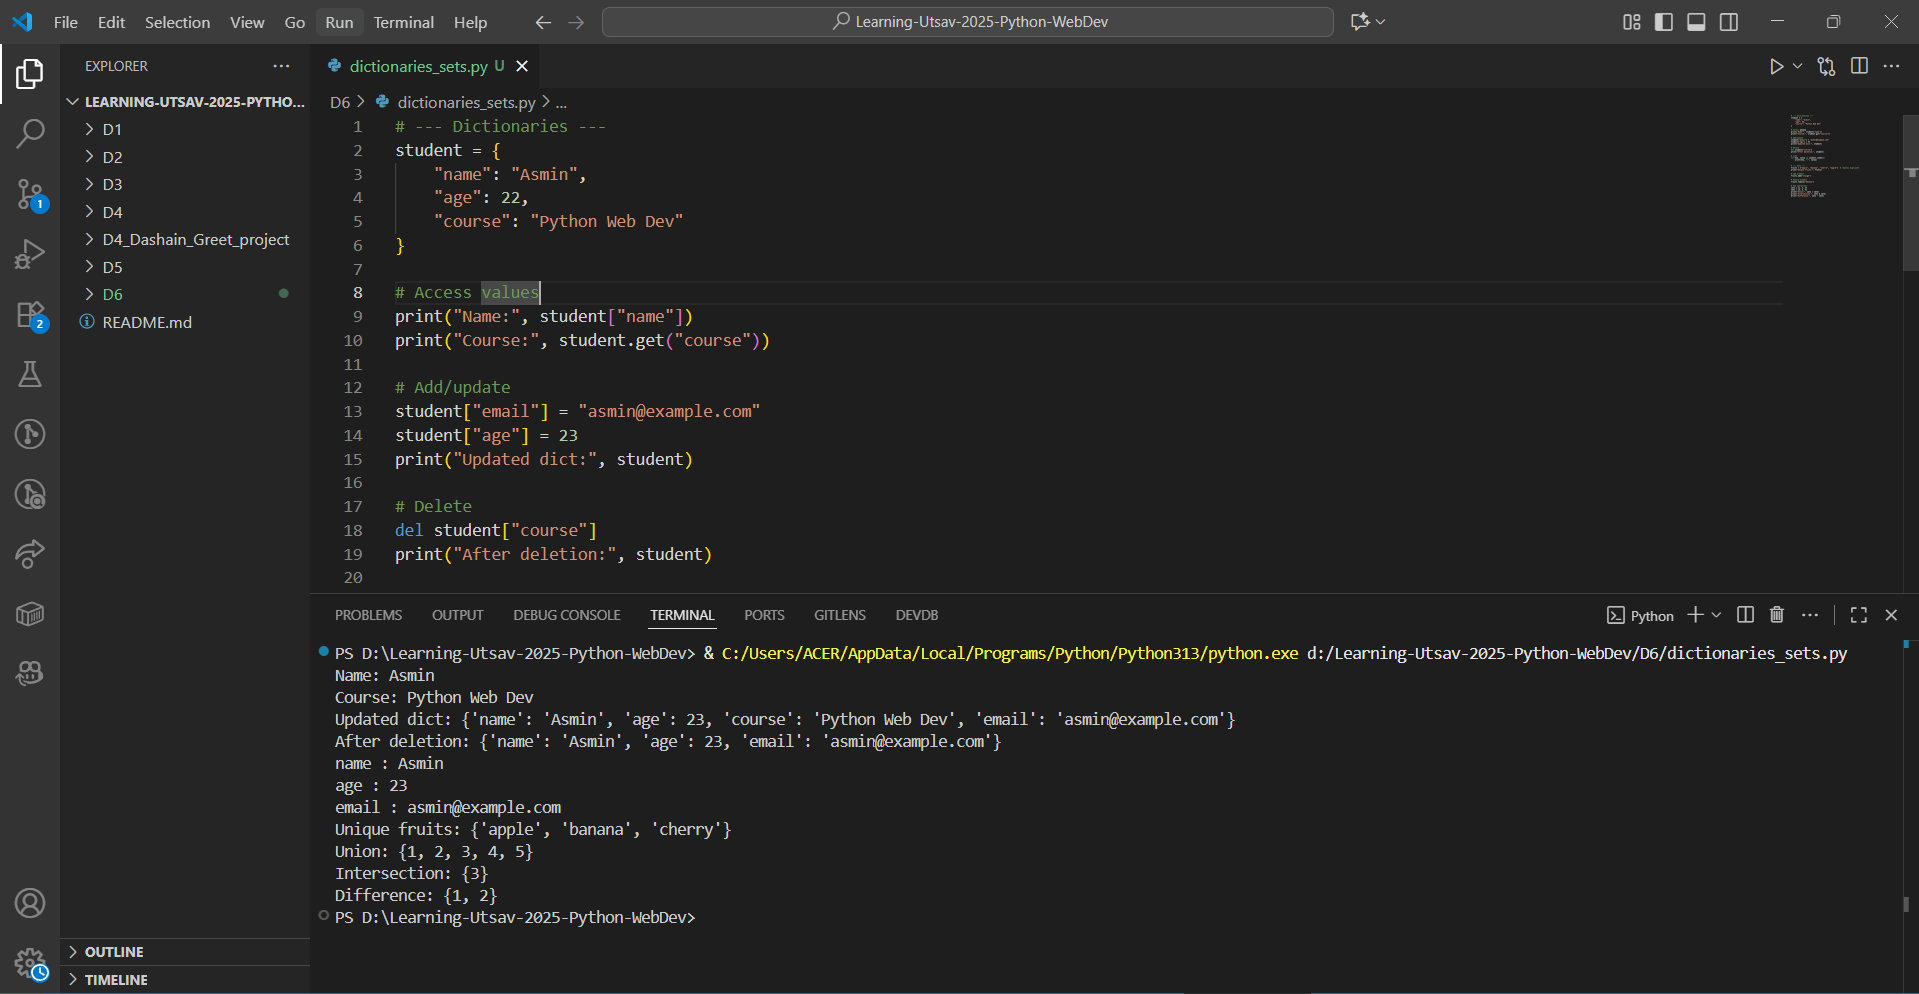 File Edit Selection View Go Run Terminal Help
Learning-Utsav-2025-Python-WebDev
EXPLORER
LEARNING-UTSAV-2025-PYTHO...
D1
D2
D3
D4
D4_Dashain_Greet_project
D5
D6
README.md
OUTLINE
TIMELINE
1
2
dictionaries_sets.py U
D6 > dictionaries_sets.py > ...
1 # --- Dictionaries ---
2 student = {
3 "name": "Asmin",
4 "age": 22,
5 "course": "Python Web Dev"
6 }
7
8 # Access values
9 print("Name:", student["name"])
10 print("Course:", student.get("course"))
11
12 # Add/update
13 student["email"] = "asmin@example.com"
14 student["age"] = 23
15 print("Updated dict:", student)
16
17 # Delete
18 del student["course"]
19 print("After deletion:", student)
20
PROBLEMS OUTPUT DEBUG CONSOLE TERMINAL PORTS GITLENS DEVDB
Python
PS D:\Learning-Utsav-2025-Python-WebDev> & C:/Users/ACER/AppData/Local/Programs/Python/Python313/python.exe d:/Learning-Utsav-2025-Python-WebDev/D6/dictionaries_sets.py
Name: Asmin
Course: Python Web Dev
Updated dict: {'name': 'Asmin', 'age': 23, 'course': 'Python Web Dev', 'email': 'asmin@example.com'}
After deletion: {'name': 'Asmin', 'age': 23, 'email': 'asmin@example.com'}
name : Asmin
age : 23
email : asmin@example.com
Unique fruits: {'apple', 'banana', 'cherry'}
Union: {1, 2, 3, 4, 5}
Intersection: {3}
Difference: {1, 2}
PS D:\Learning-Utsav-2025-Python-WebDev>